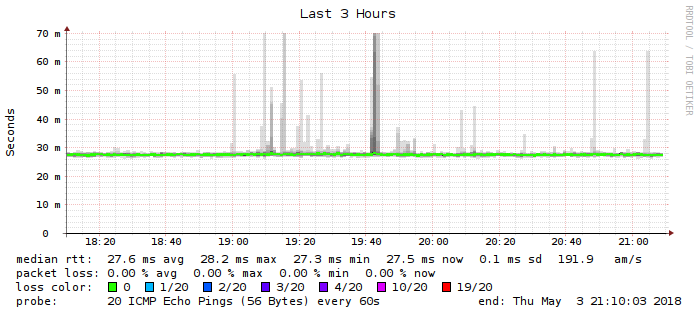 Last 3 Hours
RRDTOOL / TOBI OETIKER
Seconds
70 m
60 m
50 m
40 m
30 m
20 m
10 m
0
18:20 18:40 19:00 19:20 19:40 20:00 20:20 20:40 21:00
median rtt: 27.6 ms avg 28.2 ms max 27.3 ms min 27.5 ms now 0.1 ms sd 191.9 am/s
packet loss: 0.00 % avg 0.00 % max 0.00 % min 0.00 % now
loss color: 0 1/20 2/20 3/20 4/20 10/20 19/20
probe: 20 ICMP Echo Pings (56 Bytes) every 60s end: Thu May 3 21:10:03 2018